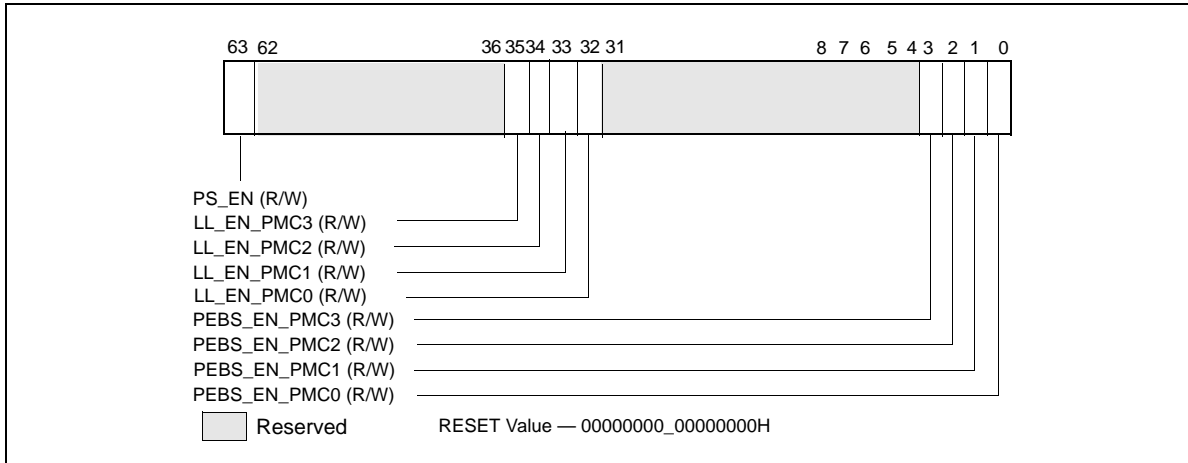 63 62 36 35 34 33 32 31 8 7 6 5 4 3 2 1 0
PS_EN (R/W)
LL_EN_PMC3 (R/W)
LL_EN_PMC2 (R/W)
LL_EN_PMC1 (R/W)
LL_EN_PMC0 (R/W)
PEBS_EN_PMC3 (R/W)
PEBS_EN_PMC2 (R/W)
PEBS_EN_PMC1 (R/W)
PEBS_EN_PMC0 (R/W)
Reserved RESET Value — 00000000_00000000H